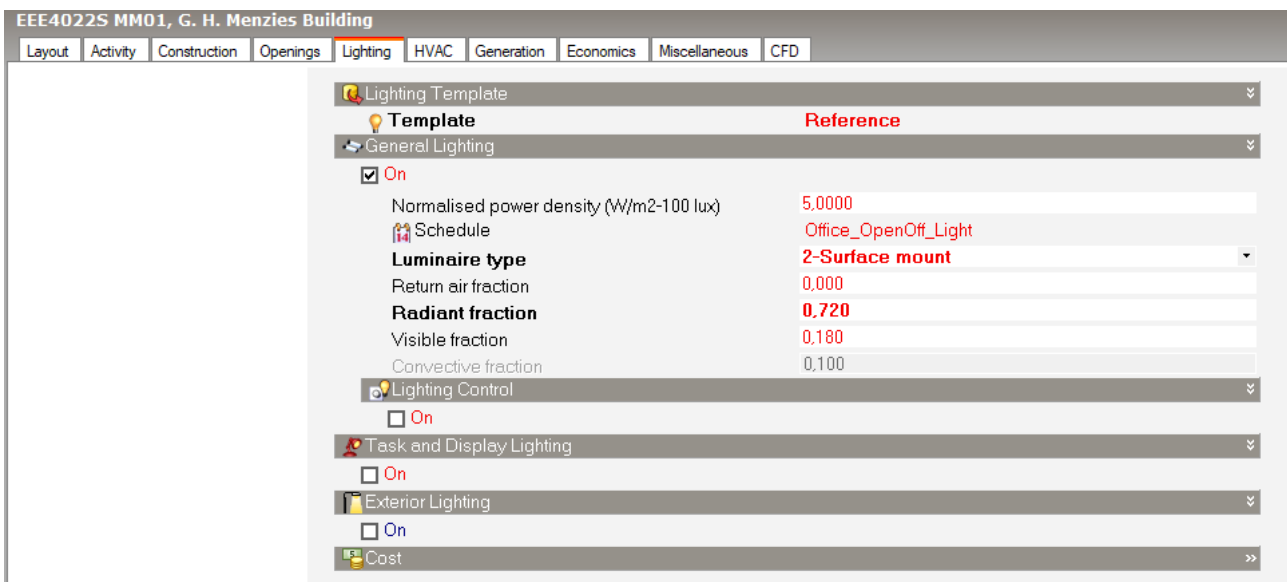 EEE4022S MM01, G. H. Menzies Building
Layout Activity Construction Openings Lighting HVAC Generation Economics Miscellaneous CFD
Lighting Template
Template Reference
General Lighting
On
Normalised power density (W/m2-100 lux) 5,0000
14 Schedule Office_OpenOff_Light
Luminaire type 2-Surface mount
Return air fraction 0,000
Radiant fraction 0,720
Visible fraction 0,180
Convective fraction 0,100
Lighting Control
On
Task and Display Lighting
On
Exterior Lighting
On
Cost